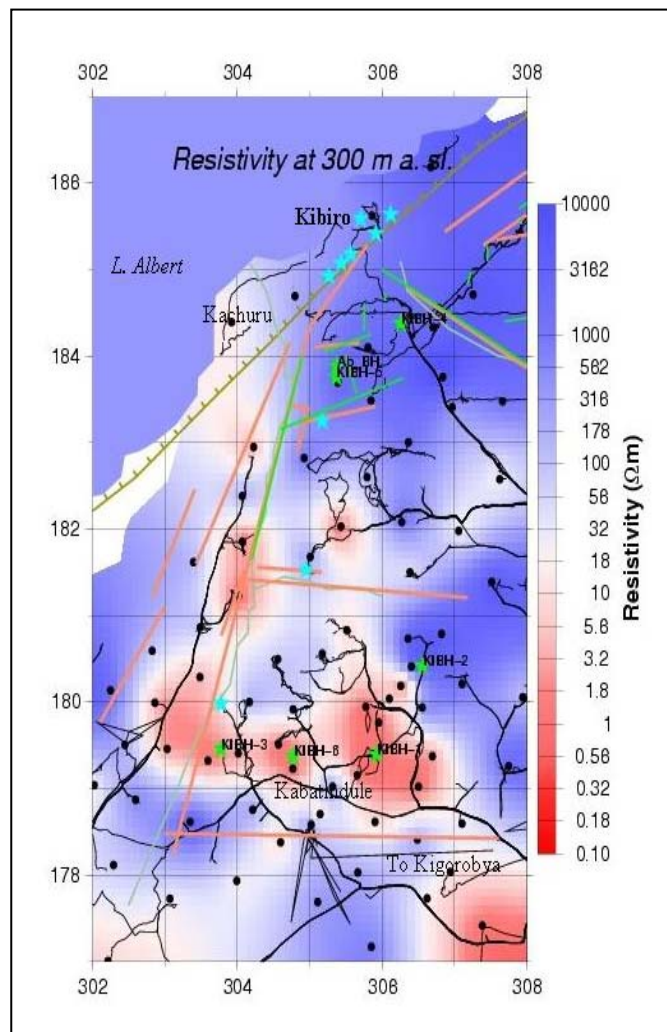 302 304 306 308
Resistivity at 300 m a. sl.
188
Kibiro
10000
L. Albert
3162
Kachuru
KIBH-4
1000
184
Ab_BH
562
KIBH-5
316
178
100
56
182
32
18
10
5.6
3.2
KIBH-2
1.8
180
1
KIBH-3
KIBH-1
0.56
0.32
Kabatindule
0.18
0.10
178
To Kigorobya
302 304 306 308
Resistivity (Ωm)